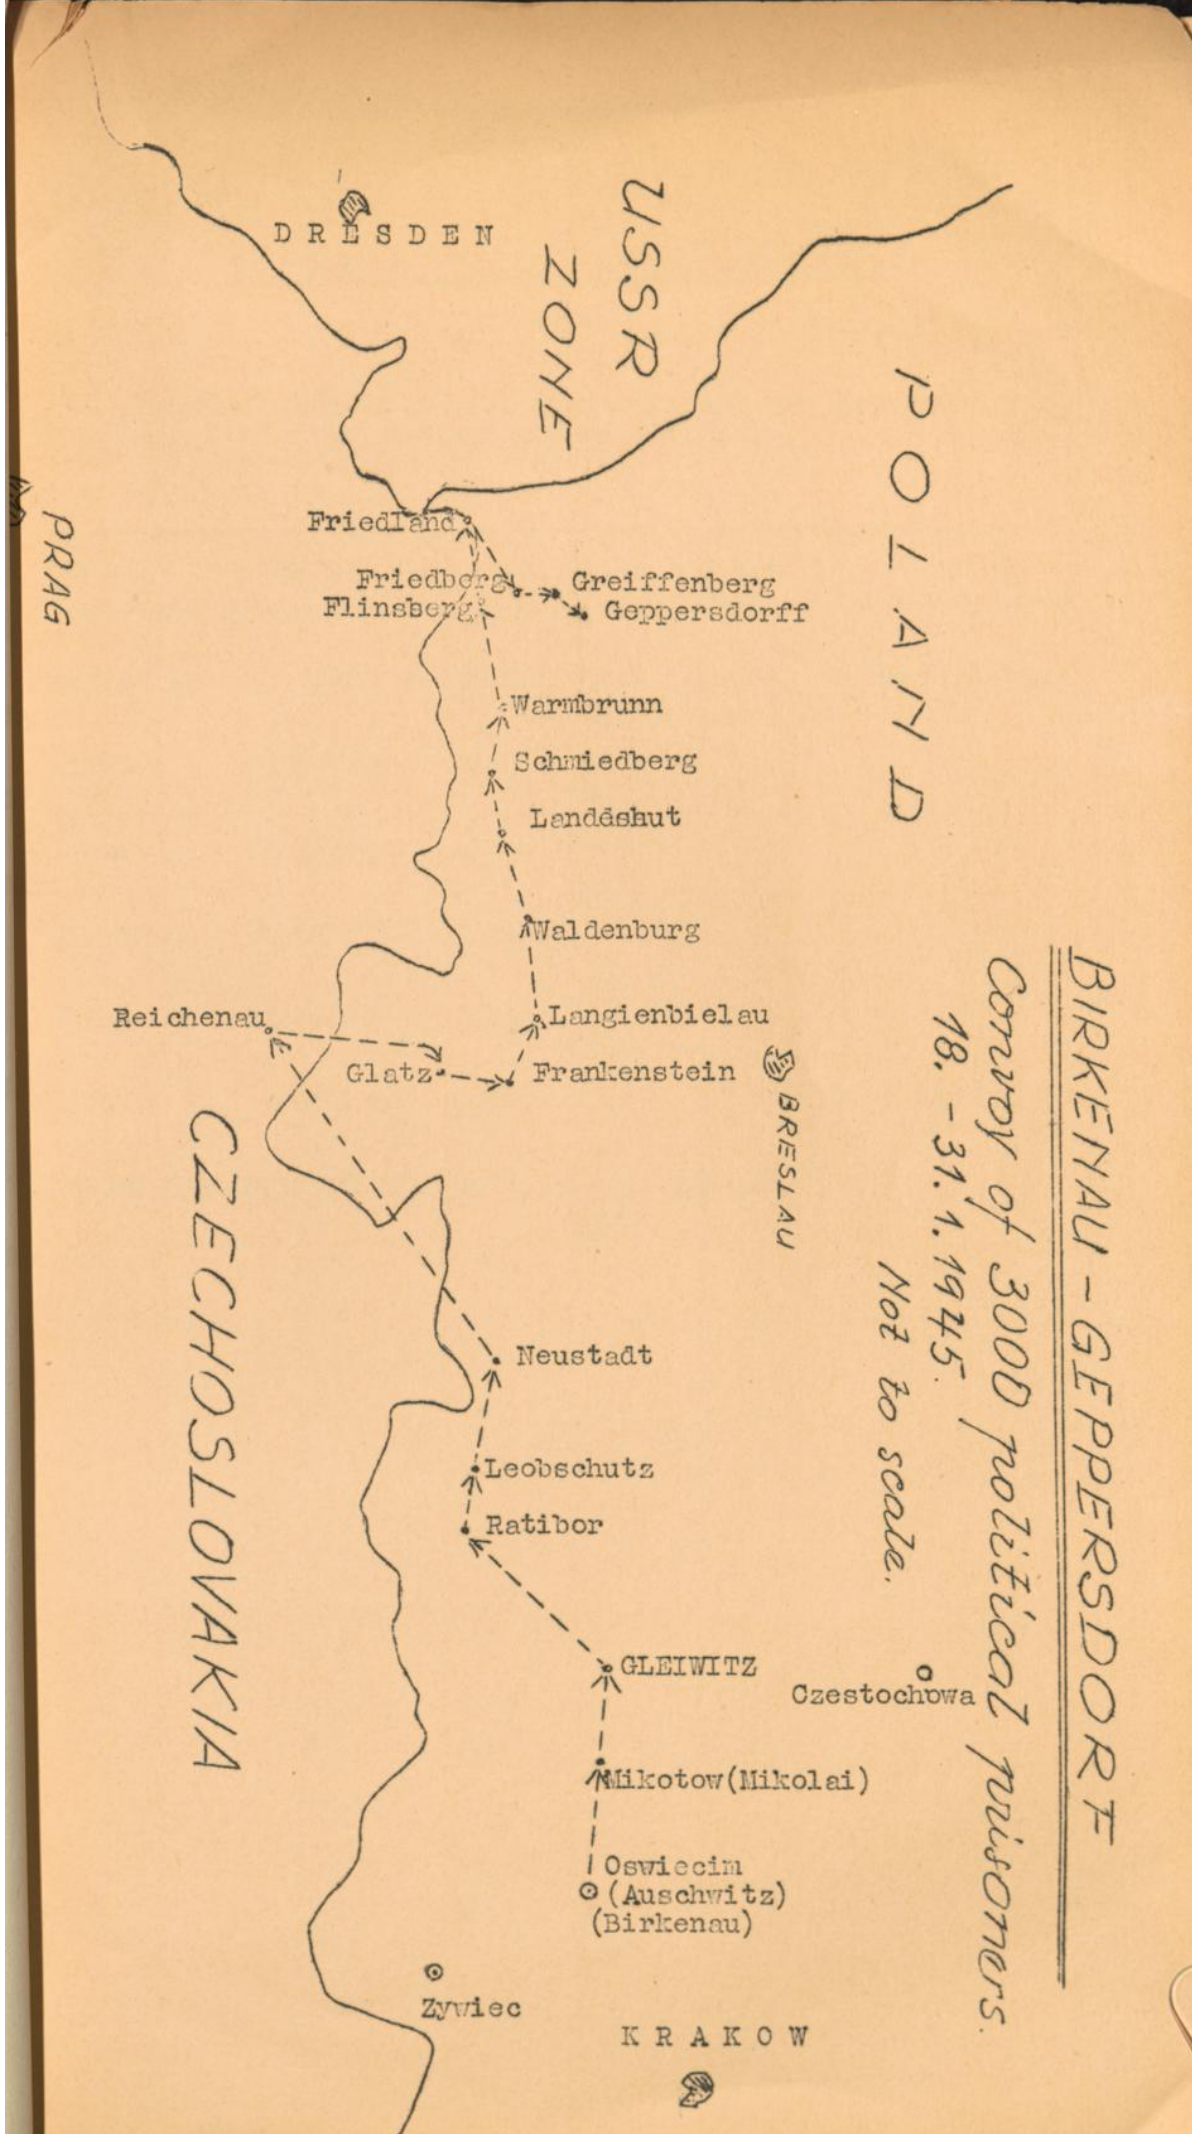 BIRKENAU - GEPPERSDORF
Convoy of 3000 political prisoners.
18. - 31. 1. 1945.
Not to scale.
POLAND
USSR
ZONE
DRESDEN
PRAG
Friedland
Friedberg
Flinsberg
Greiffenberg
Geppersdorff
Warmbrunn
Schmiedberg
Landeshut
Waldenburg
Reichenau
Langienbielau
Glatz
Frankenstein
BRESLAU
CZECHOSLOVAKIA
Neustadt
Leobschutz
Ratibor
GLEIWITZ
Czestochowa
Mikotow(Mikolai)
Oswiecim
(Auschwitz)
(Birkenau)
Zywiec
KRAKOW